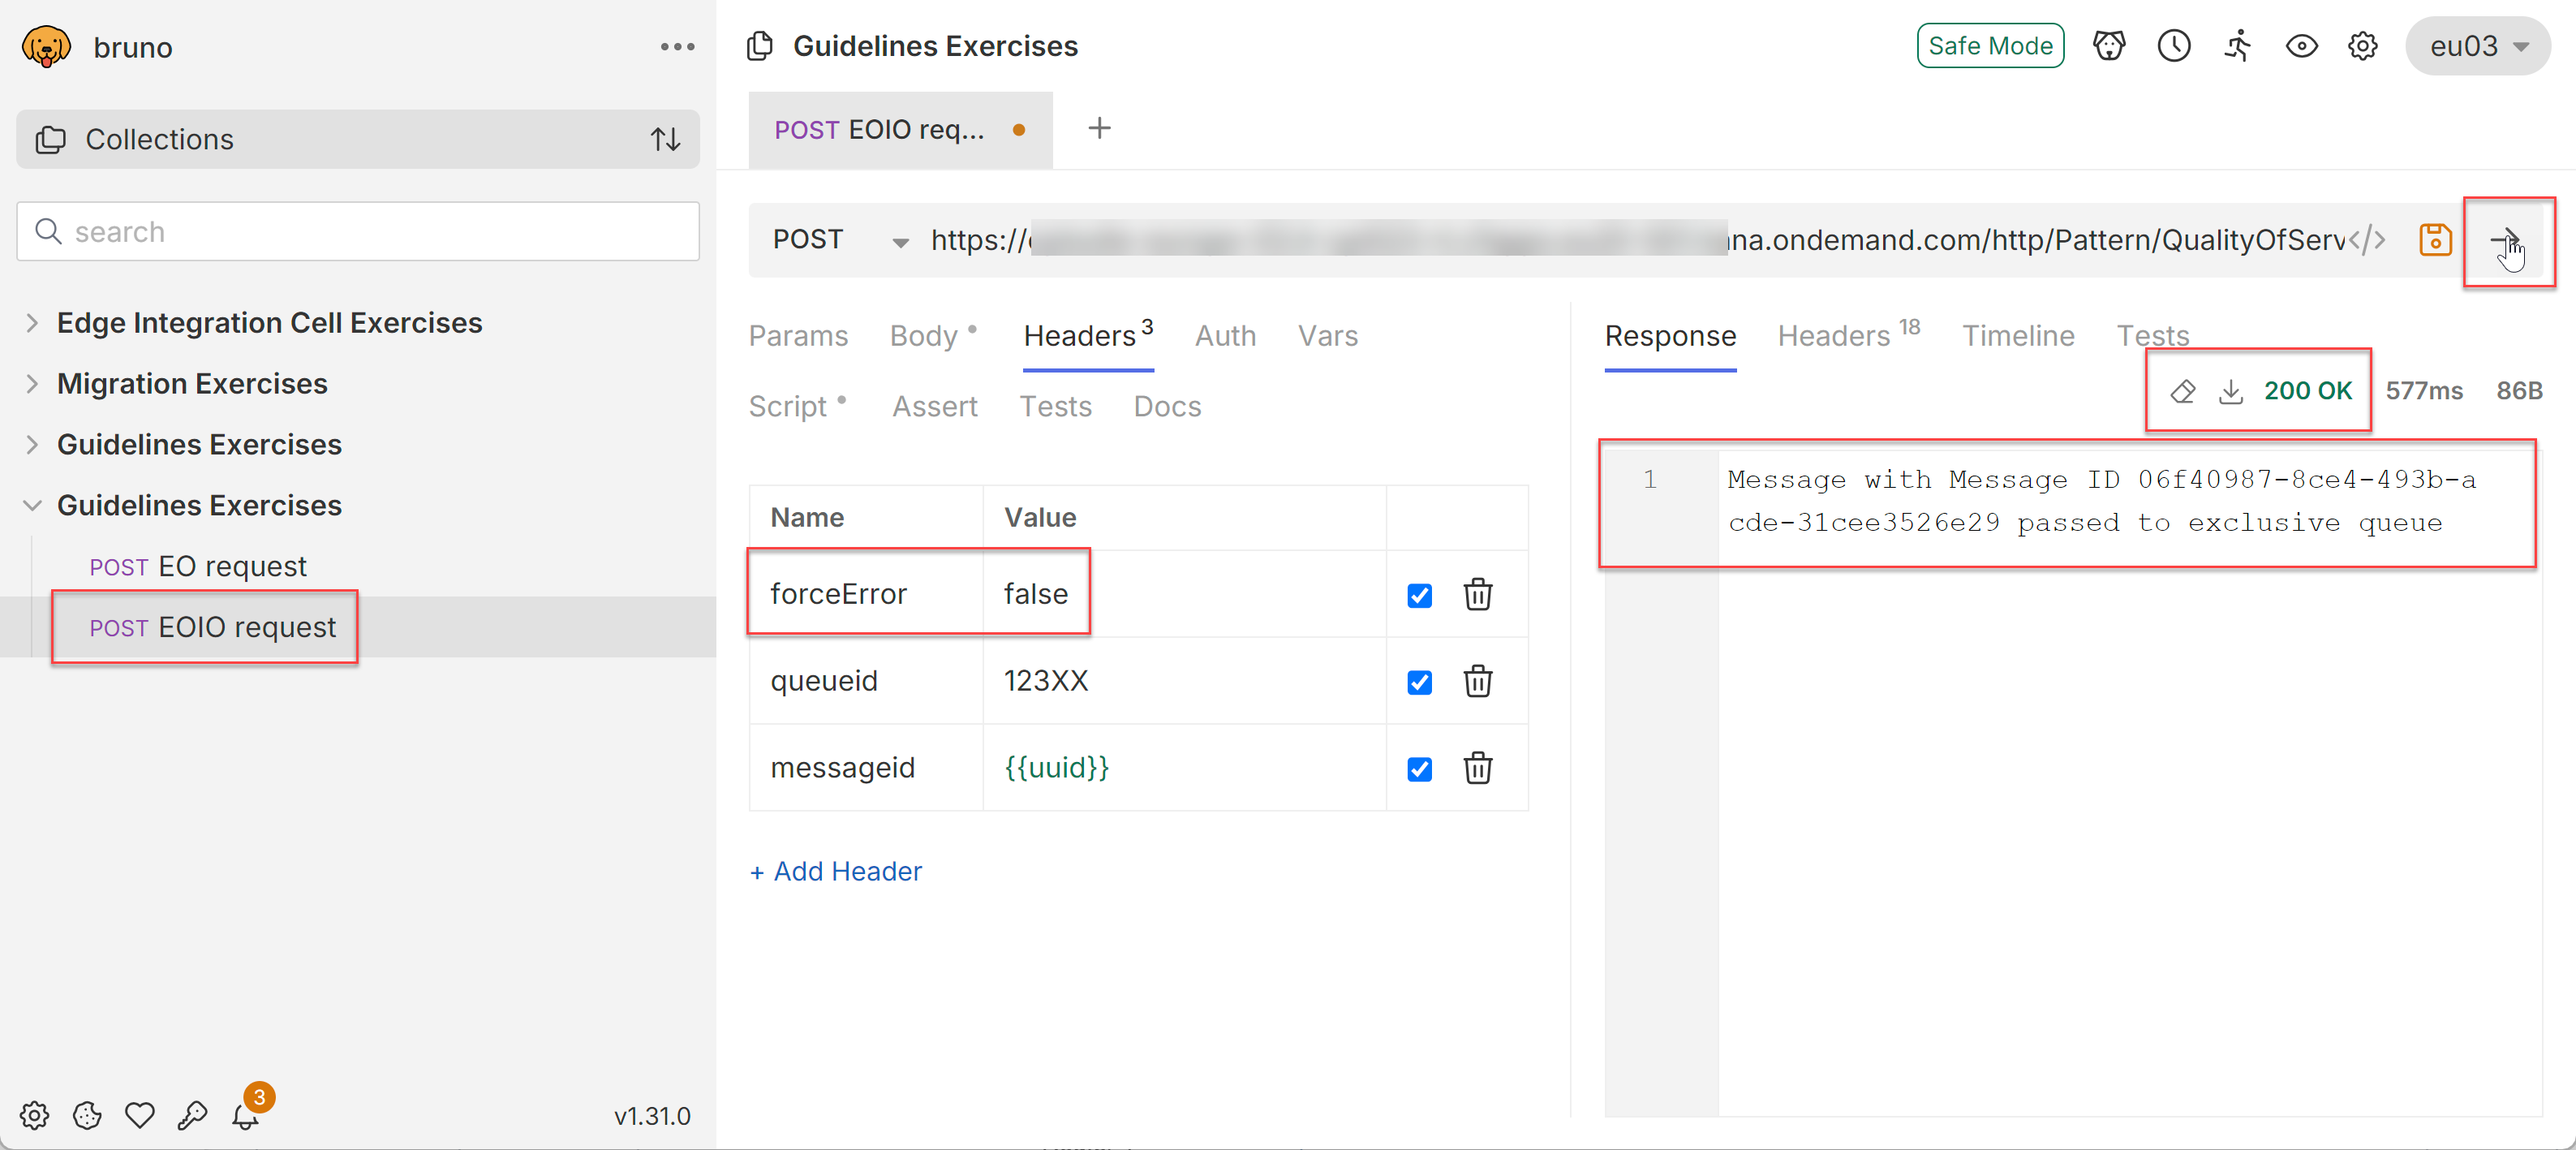 bruno
Collections
search
Edge Integration Cell Exercises
Migration Exercises
Guidelines Exercises
Guidelines Exercises
POST EO request
POST EOIO request
3
v1.31.0
Guidelines Exercises
Safe Mode
eu03
POST EOIO req...
POST
https://
na.ondemand.com/http/Pattern/QualityOfServ
Params Body Headers 3 Auth Vars
Script Assert Tests Docs
Name Value
forceError false
queueid 123XX
messageid {{uuid}}
+ Add Header
Response Headers 18 Timeline Tests
200 OK 577ms 86B
1 Message with Message ID 06f40987-8ce4-493b-a
cde-31cee3526e29 passed to exclusive queue